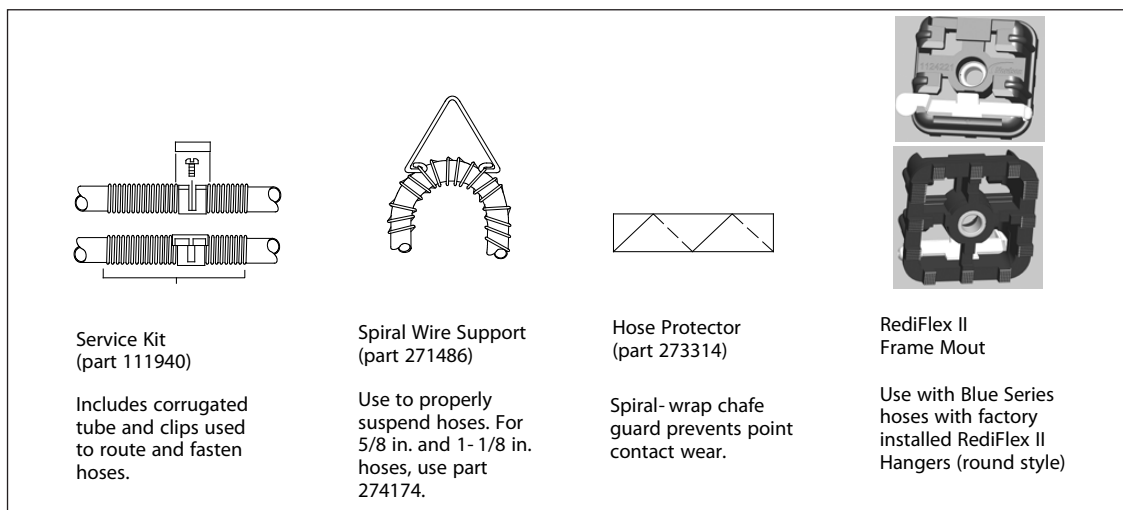 1194221
Service Kit
(part 111940)
Includes corrugated
tube and clips used
to route and fasten
hoses.
Spiral Wire Support
(part 271486)
Use to properly
suspend hoses. For
5/8 in. and 1- 1/8 in.
hoses, use part
274174.
Hose Protector
(part 273314)
Spiral- wrap chafe
guard prevents point
contact wear.
RediFlex II
Frame Mout
Use with Blue Series
hoses with factory
installed RediFlex II
Hangers (round style)